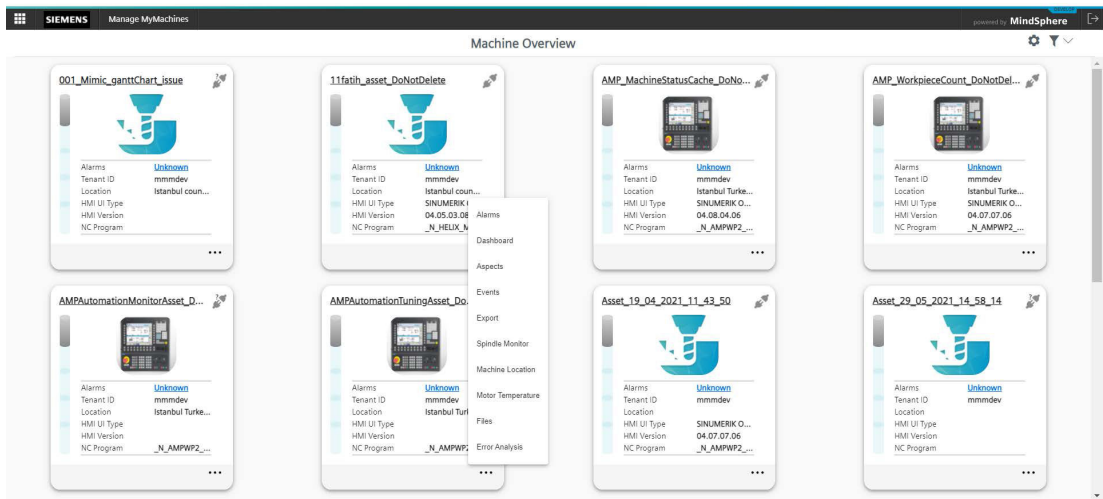 SIEMENS Manage MyMachines powered by MindSphere
Machine Overview
001_Mimic_ganttChart_issue
Alarms Unknown
Tenant ID mmmdev
Location Istanbul coun...
HMI UI Type
HMI Version
NC Program
...
11fatih_asset_DoNotDelete
Alarms Unknown
Tenant ID mmmdev
Location Istanbul coun...
HMI UI Type SINUMERIK
HMI Version 04.05.03.08
NC Program _N_HELIX_M
AMP_MachineStatusCache_DoNo...
Alarms Unknown
Tenant ID mmmdev
Location Istanbul Turke...
HMI UI Type SINUMERIK O...
HMI Version 04.08.04.06
NC Program _N_AMPWP2_...
...
AMP_WorkpieceCount_DoNotDel...
Alarms Unknown
Tenant ID mmmdev
Location Istanbul Turke...
HMI UI Type SINUMERIK O...
HMI Version 04.07.07.06
NC Program _N_AMPWP2_...
...
Alarms
Dashboard
Aspects
Events
Export
Spindle Monitor
Machine Location
Motor Temperature
Files
Error Analysis
AMPAutomationMonitorAsset_D...
Alarms Unknown
Tenant ID mmmdev
Location Istanbul Turke...
HMI UI Type
HMI Version
NC Program _N_AMPWP2_...
...
AMPAutomationTuningAsset_Do
Alarms Unknown
Tenant ID mmmdev
Location Istanbul Turk
HMI UI Type
HMI Version
NC Program _N_AMPWP2
...
Asset_19_04_2021_11_43_50
Alarms Unknown
Tenant ID mmmdev
Location
HMI UI Type SINUMERIK O...
HMI Version 04.07.07.06
NC Program _N_AMPWP2_...
...
Asset_29_05_2021_14_58_14
Alarms Unknown
Tenant ID mmmdev
Location
HMI UI Type
HMI Version
NC Program
...